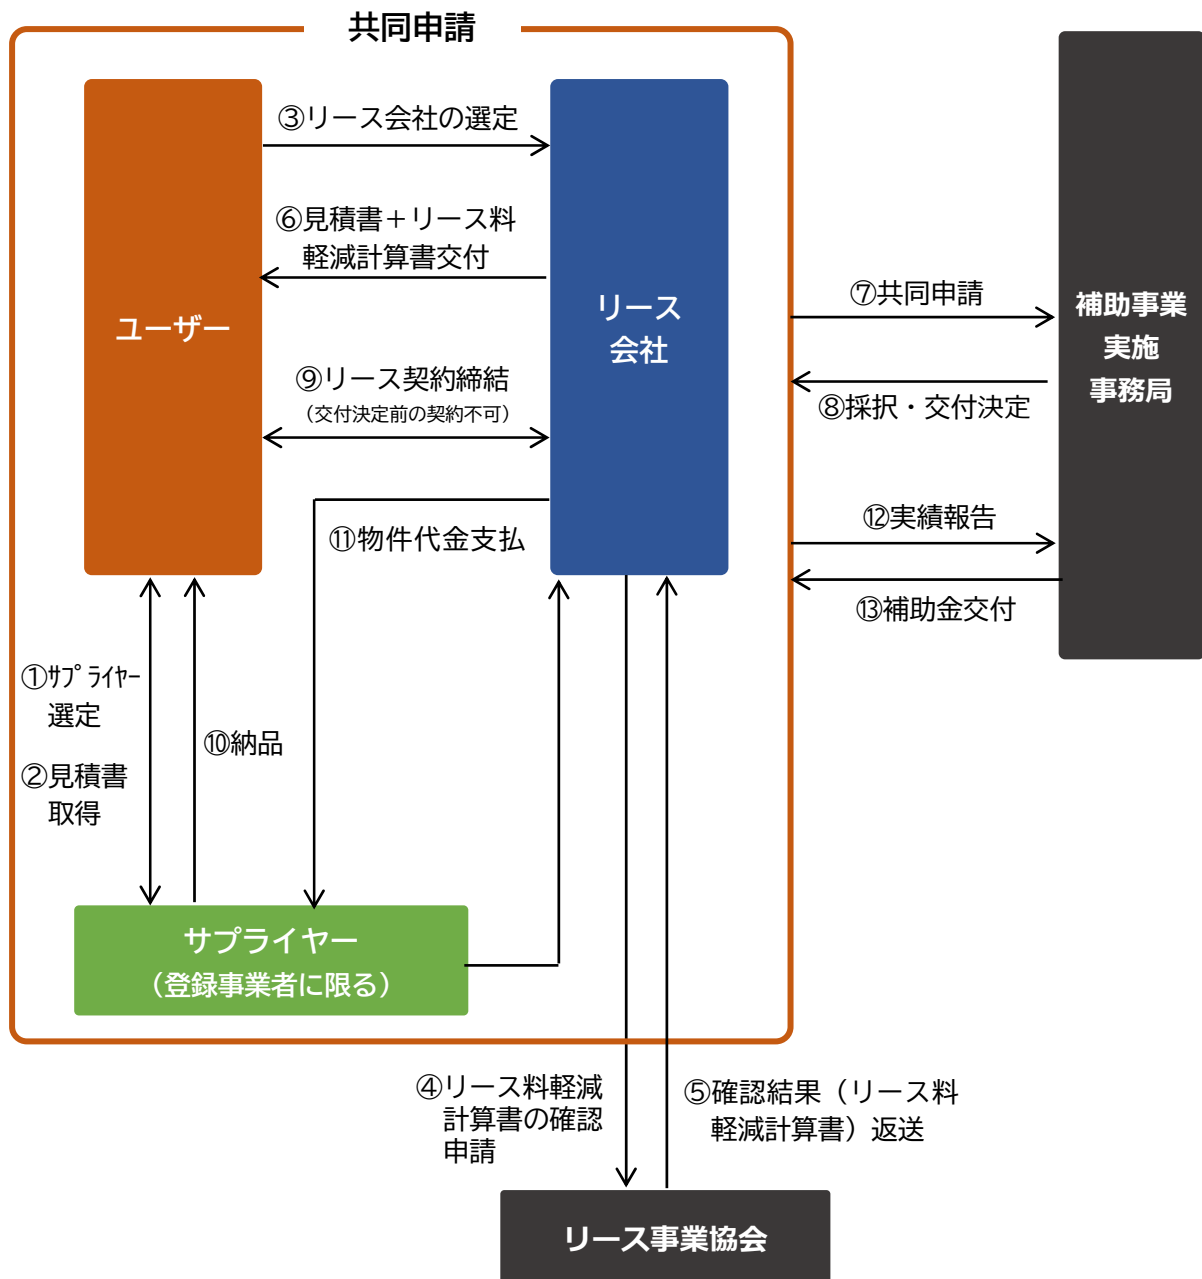 共同申請
③リース会社の選定
⑥見積書＋リース料
軽減計算書交付
ユーザー
リース
会社
⑦共同申請
補助事業
実施
事務局
⑨リース契約締結
（交付決定前の契約不可）
⑧採択・交付決定
⑪物件代金支払
⑫実績報告
⑬補助金交付
①ｻﾌﾟﾗｲﾔｰ
選定
⑩納品
②見積書
取得
サプライヤー
（登録事業者に限る）
④リース料軽減
計算書の確認
申請
⑤確認結果（リース料
軽減計算書）返送
リース事業協会